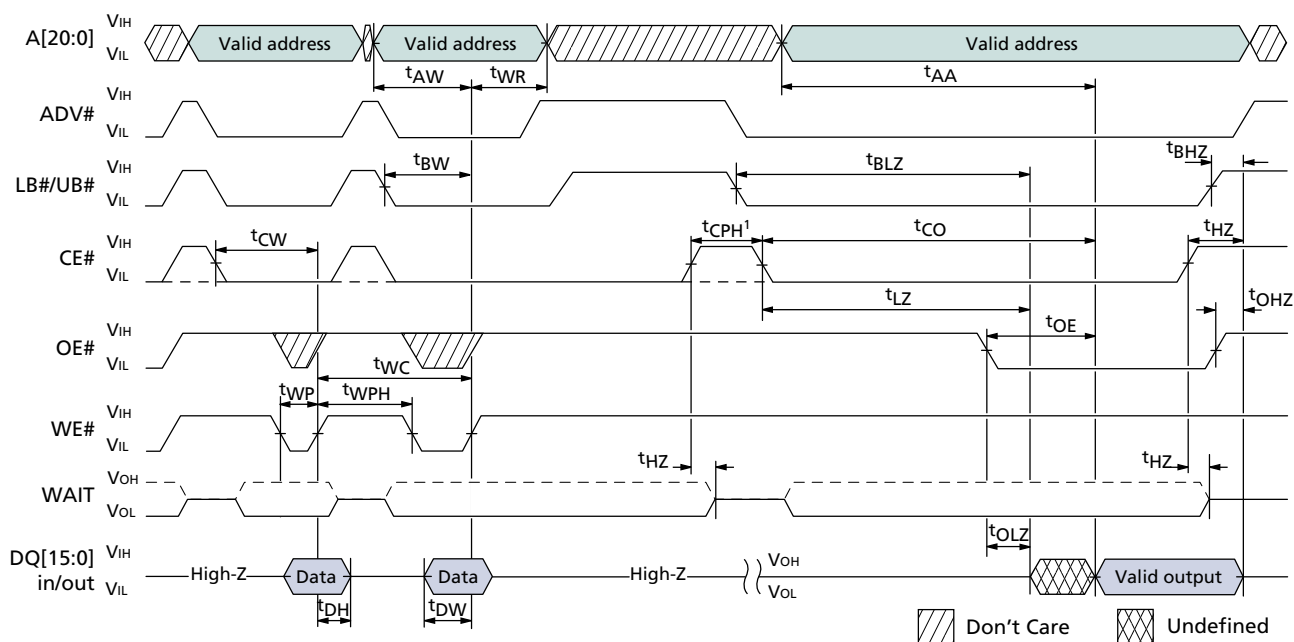 A[20:0] VIH VIL Valid address Valid address Valid address
tAW tWR tAA
ADV# VIH VIL
tBW tBLZ tBHZ
LB#/UB# VIH VIL
tCW tCPH¹ tCO tHZ
CE# VIH VIL
tLZ tOE tOHZ
OE# VIH VIL
tWC
tWP tWPH
WE# VIH VIL
tHZ tHZ
WAIT VOH VOL
tOLZ
DQ[15:0] in/out VIH VIL High-Z Data Data High-Z VOH VOL Valid output
tDH tDW
Don't Care Undefined